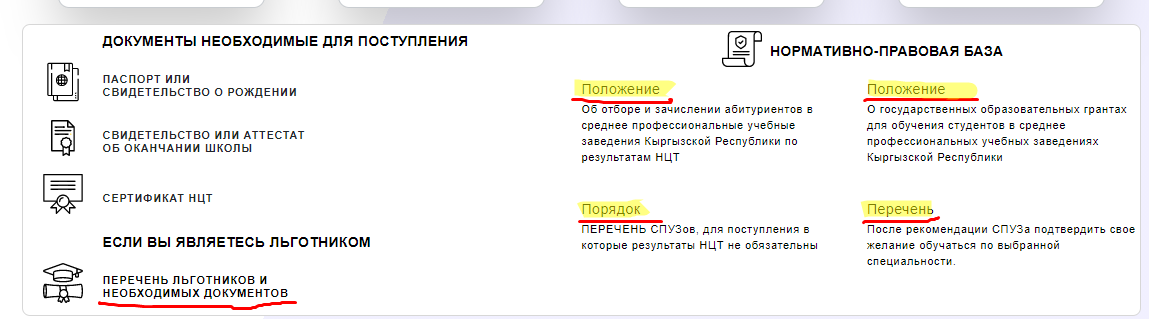 ДОКУМЕНТЫ НЕОБХОДИМЫЕ ДЛЯ ПОСТУПЛЕНИЯ
ПАСПОРТ ИЛИ
СВИДЕТЕЛЬСТВО О РОЖДЕНИИ
СВИДЕТЕЛЬСТВО ИЛИ АТТЕСТАТ
ОБ ОКАНЧАНИИ ШКОЛЫ
СЕРТИФИКАТ НЦТ
ЕСЛИ ВЫ ЯВЛЯЕТЕСЬ ЛЬГОТНИКОМ
ПЕРЕЧЕНЬ ЛЬГОТНИКОВ И
НЕОБХОДИМЫХ ДОКУМЕНТОВ
НОРМАТИВНО-ПРАВОВАЯ БАЗА
Положение
Об отборе и зачислении абитуриентов в
среднее профессиональные учебные
заведения Кыргызской Республики по
результатам НЦТ
Положение
О государственных образовательных грантах
для обучения студентов в среднее
профессиональных учебных заведениях
Кыргызской Республики
Порядок
ПЕРЕЧЕНЬ СПУЗов, для поступления в
которые результаты НЦТ не обязательны
Перечень
После рекомендации СПУЗа подтвердить свое
желание обучаться по выбранной
специальности.